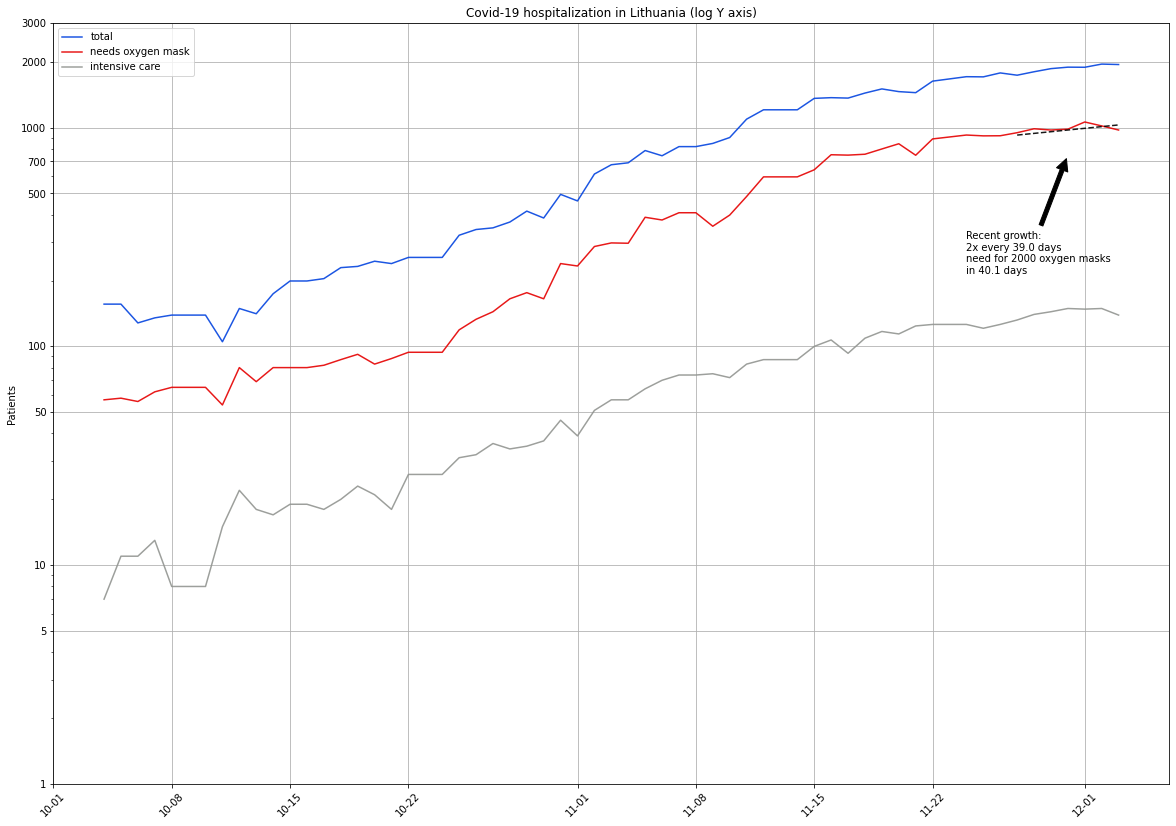 Covid-19 hospitalization in Lithuania (log Y axis)
total
needs oxygen mask
intensive care
3000
2000
1000
700
500
100
50
10
5
1
Patients
Recent growth:
2x every 39.0 days
need for 2000 oxygen masks
in 40.1 days
10-01
10-08
10-15
10-22
11-01
11-08
11-15
11-22
12-01